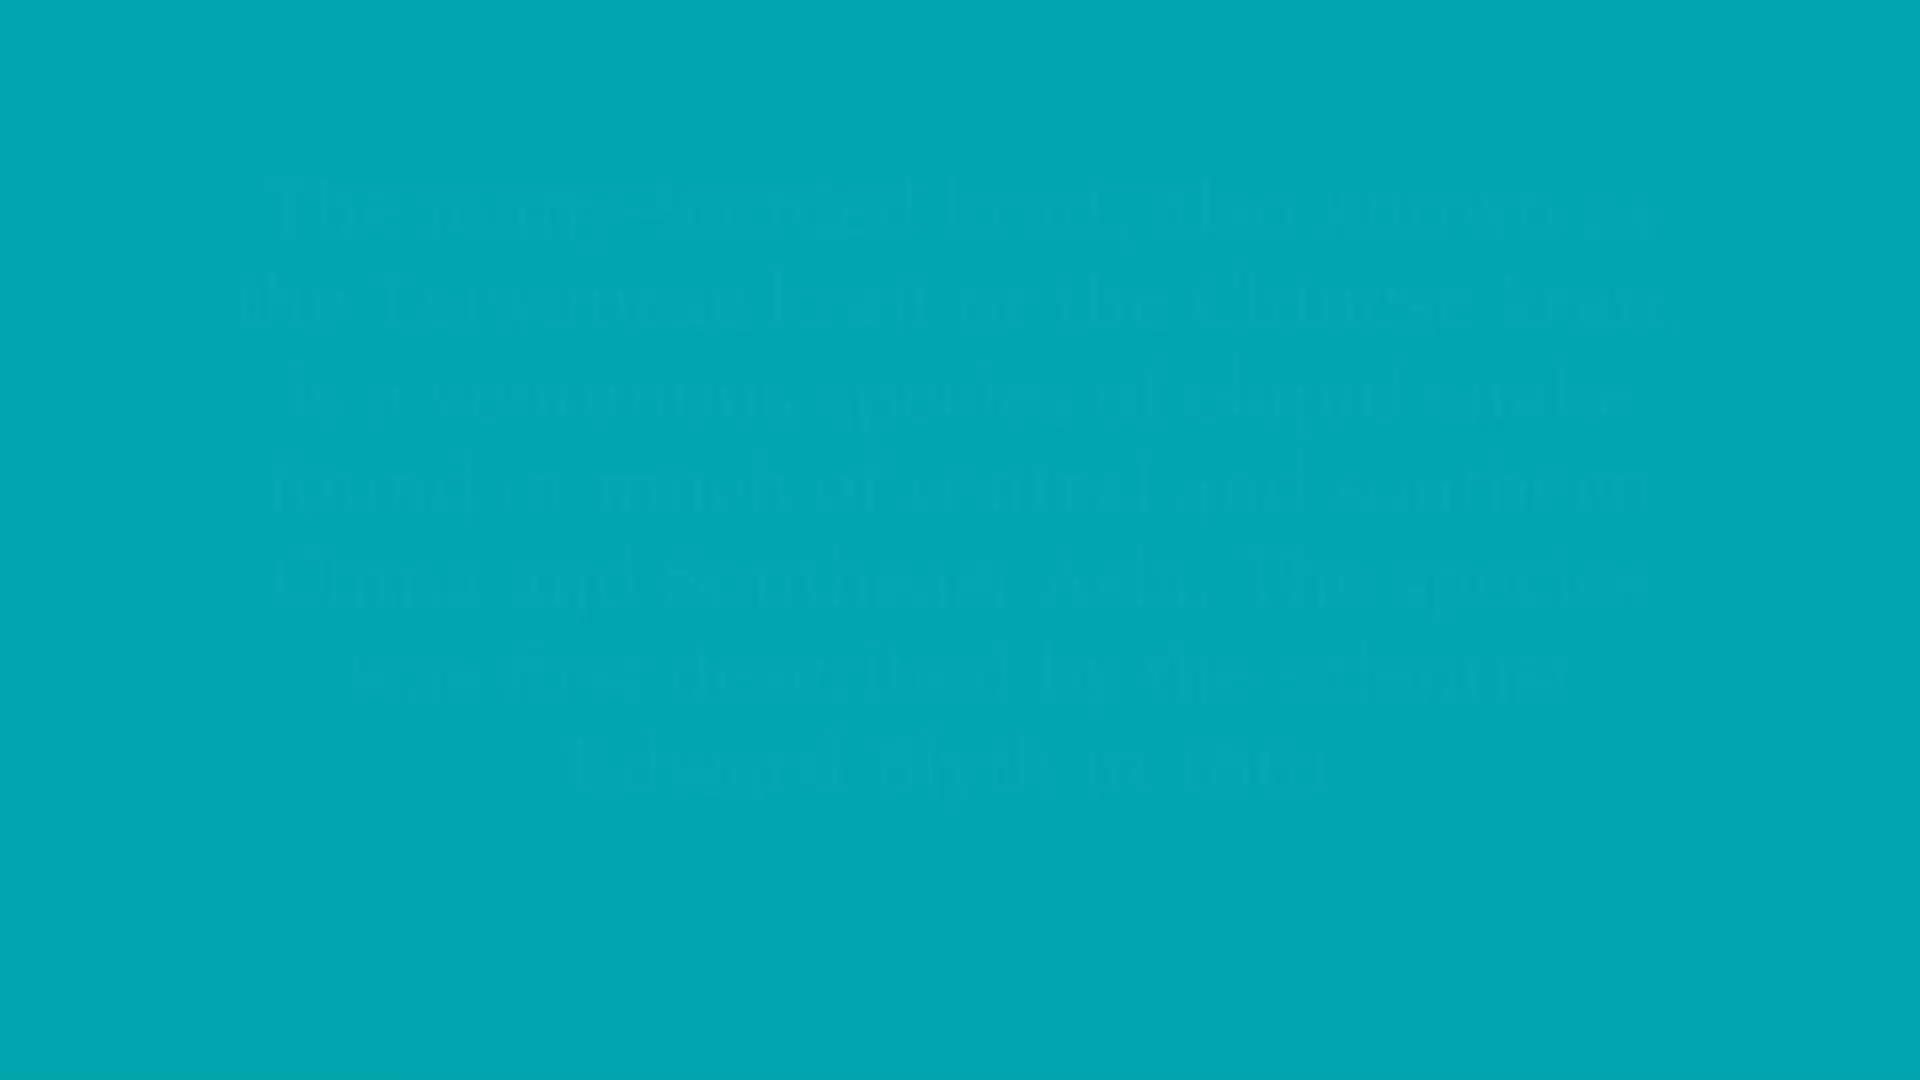 The many-banded krait, also known as
the Taiwanese krait or the Chinese krait,
is a venomous species of elapid snake
found in much of central and southern
China and Southeast Asia. The species
was first described by the scientist
Edward Blyth in 1861.